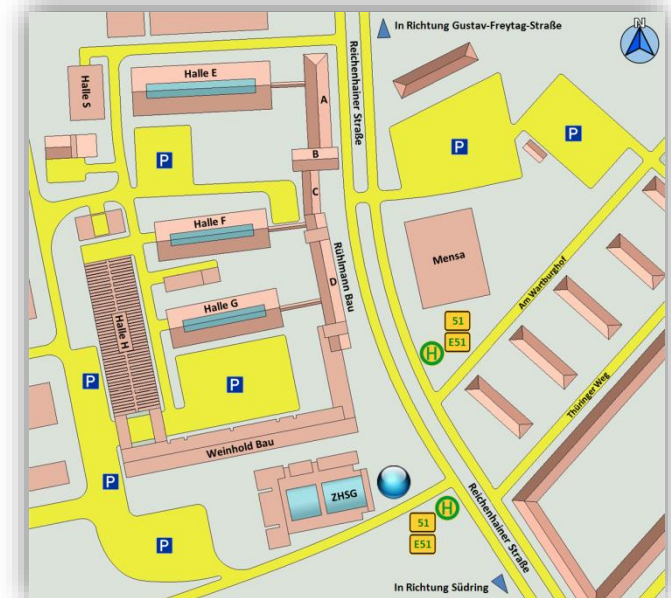 In Richtung Gustav-Freytag-Straße
N
Halle E
Halle S
Reichenhainer Straße
A
P
P
P
B
C
Halle F
Mensa
Am Wartburghof
Rühlmann Bau
D
Halle G
Halle H
51
E51
H
P
P
Thüringer Weg
Weinhold Bau
ZHSG
P
H
51
E51
Reichenhainer Straße
P
In Richtung Südring